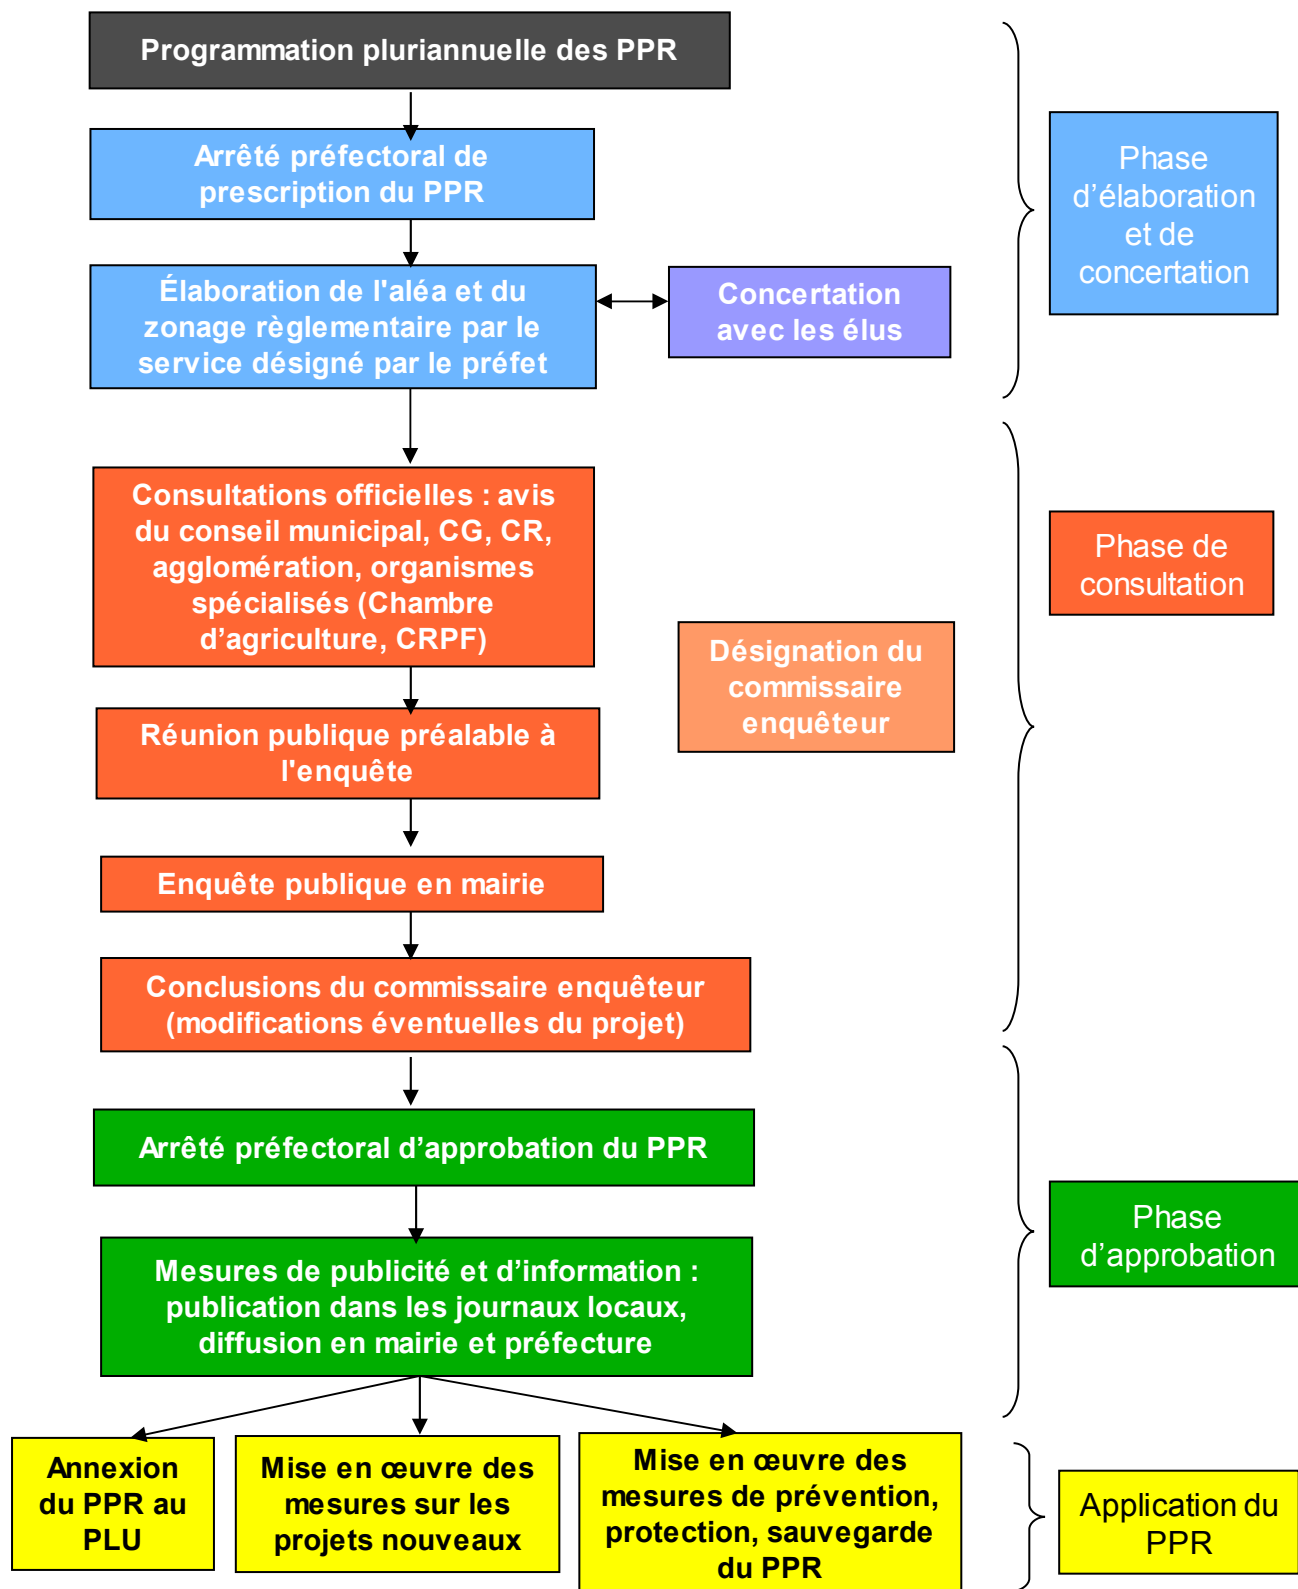 Programmation pluriannuelle des PPR
Arrêté préfectoral de
prescription du PPR
Élaboration de l'aléa et du
zonage règlementaire par le
service désigné par le préfet
Concertation
avec les élus
Phase
d’élaboration
et de
concertation
Consultations officielles : avis
du conseil municipal, CG, CR,
agglomération, organismes
spécialisés (Chambre
d’agriculture, CRPF)
Désignation du
commissaire
enquêteur
Réunion publique préalable à
l'enquête
Enquête publique en mairie
Conclusions du commissaire enquêteur
(modifications éventuelles du projet)
Phase de
consultation
Arrêté préfectoral d’approbation du PPR
Mesures de publicité et d’information :
publication dans les journaux locaux,
diffusion en mairie et préfecture
Phase
d’approbation
Annexion
du PPR au
PLU
Mise en œuvre des
mesures sur les
projets nouveaux
Mise en œuvre des
mesures de prévention,
protection, sauvegarde
du PPR
Application du
PPR